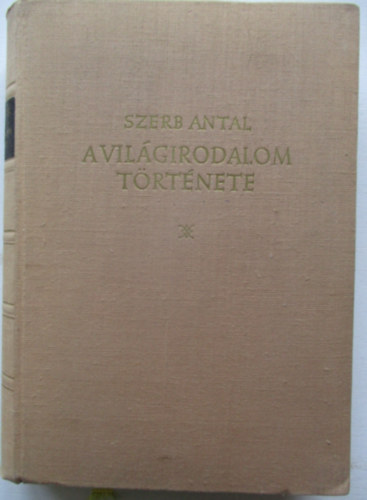 SZERB ANTAL
A VILÁGIRODALOM
TÖRTÉNETE